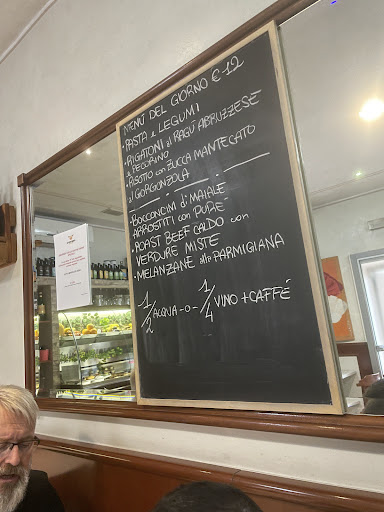 MENÙ DEL GIORNO € 12
• PASTA e LEGUMI
• RIGATONI al RAGÙ ABRUZZESE
e PECORINO
• RISOTTO con ZUCCA MANTECATO
al GORGONZOLA
• BOCCONCINI di MAIALE
ARROSTITI con PURÈ
• ROAST BEEF CALDO con
VERDURE MISTE
• MELANZANE alla PARMIGIANA
1/2 ACQUA - O - 1/4 VINO + CAFFÈ